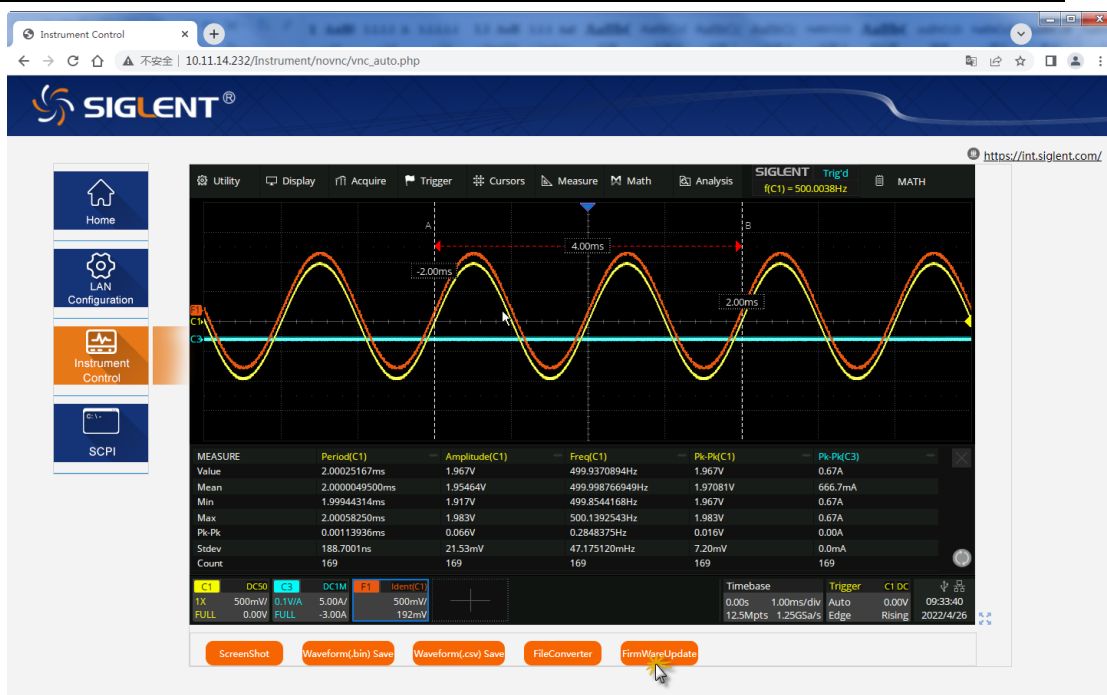 Instrument Control
不安全 | 10.11.14.232/Instrument/novnc/vnc_auto.php
SIGLENT®
https://int.siglent.com/
Home
LAN
Configuration
Instrument
Control
C:\-
SCPI
Utility Display Acquire Trigger Cursors Measure Math Analysis SIGLENT Trig'd MATH
f(C1) = 500.0038Hz
A B
4.00ms
-2.00ms
2.00ms
F1
C1
C3
MEASURE Period(C1) Amplitude(C1) Freq(C1) Pk-Pk(C1) Pk-Pk(C3)
Value 2.00025167ms 1.967V 499.9370894Hz 1.967V 0.67A
Mean 2.0000049500ms 1.95464V 499.998766949Hz 1.97081V 666.7mA
Min 1.99944314ms 1.917V 499.8544168Hz 1.967V 0.67A
Max 2.00058250ms 1.983V 500.1392543Hz 1.983V 0.67A
Pk-Pk 0.00113936ms 0.066V 0.2848375Hz 0.016V 0.00A
Stdev 188.7001ns 21.53mV 47.175120mHz 7.20mV 0.0mA
Count 169 169 169 169 169
C1 DC50 C3 DC1M F1 Ident(C1) Timebase Trigger C1 DC
1X 500mV/ 0.1V/A 5.00A/ 500mV/ 0.00s 1.00ms/div Auto 0.00V 09:33:40
FULL 0.00V FULL -3.00A 192mV 12.5Mpts 1.25GSa/s Edge Rising 2022/4/26
ScreenShot Waveform(.bin) Save Waveform(.csv) Save FileConverter FirmWareUpdate